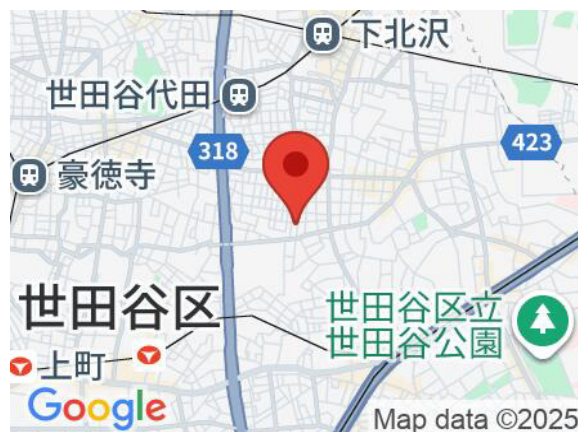 下北沢
世田谷代田
318
423
豪徳寺
世田谷区
世田谷区立
世田谷公園
上町
Google
Map data ©2025